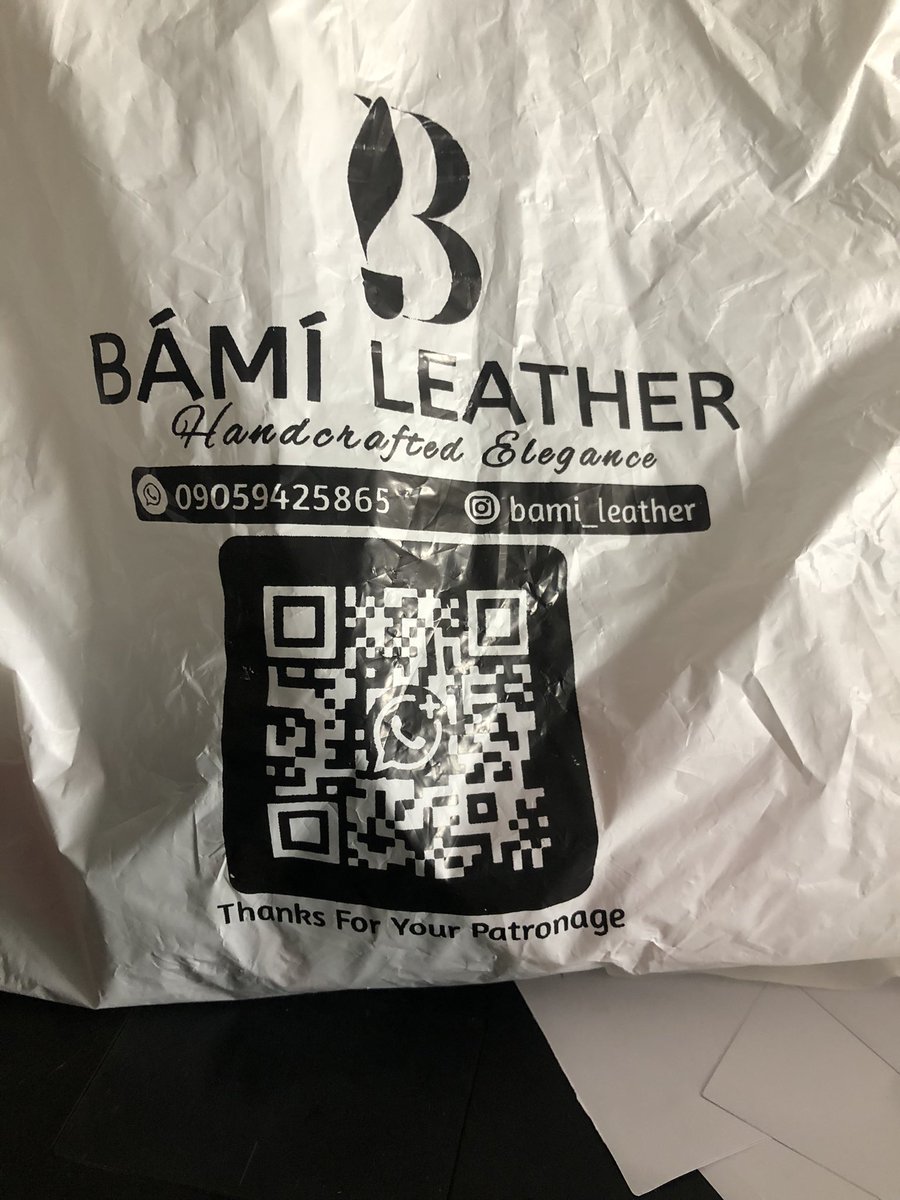 B
BÁMÍ LEATHER
Handcrafted Elegance
09059425865 bami_leather
Thanks For Your Patronage